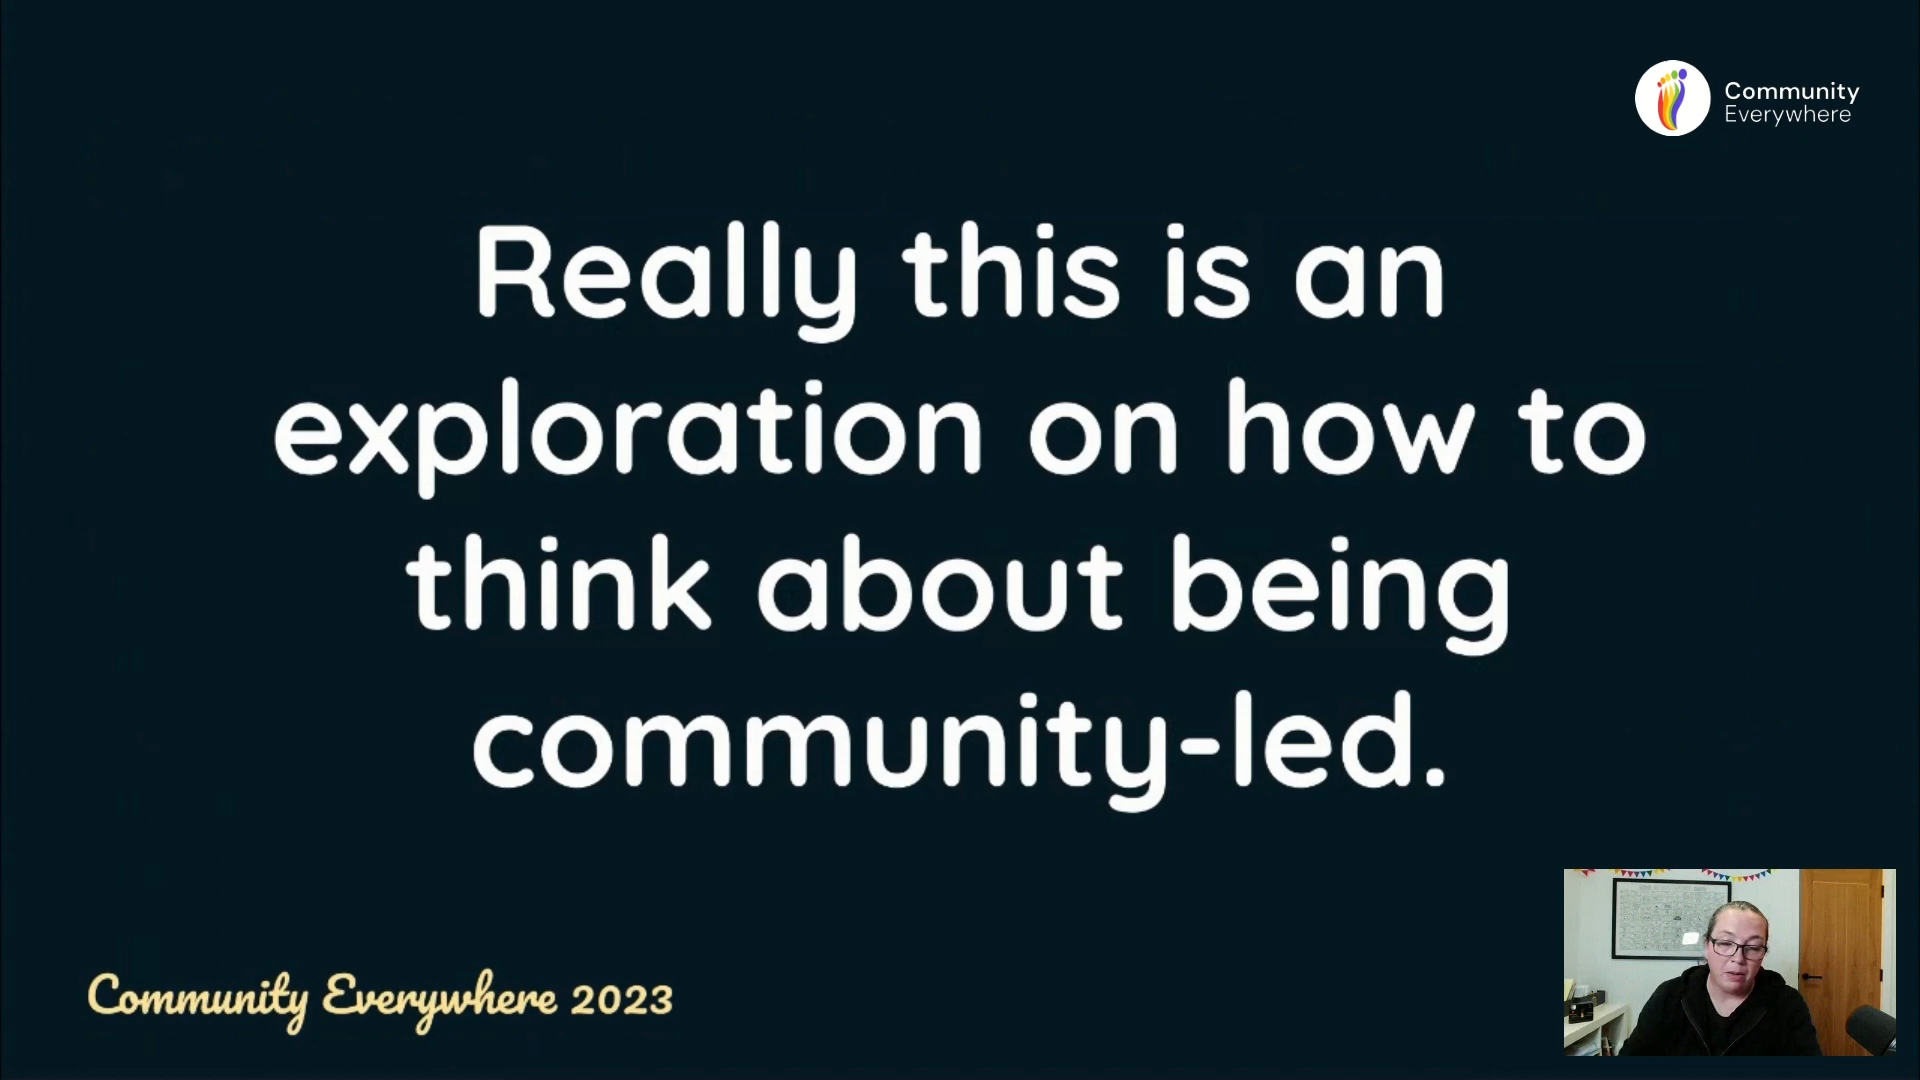 Community
Everywhere
Really this is an
exploration on how to
think about being
community-led.
Community Everywhere 2023